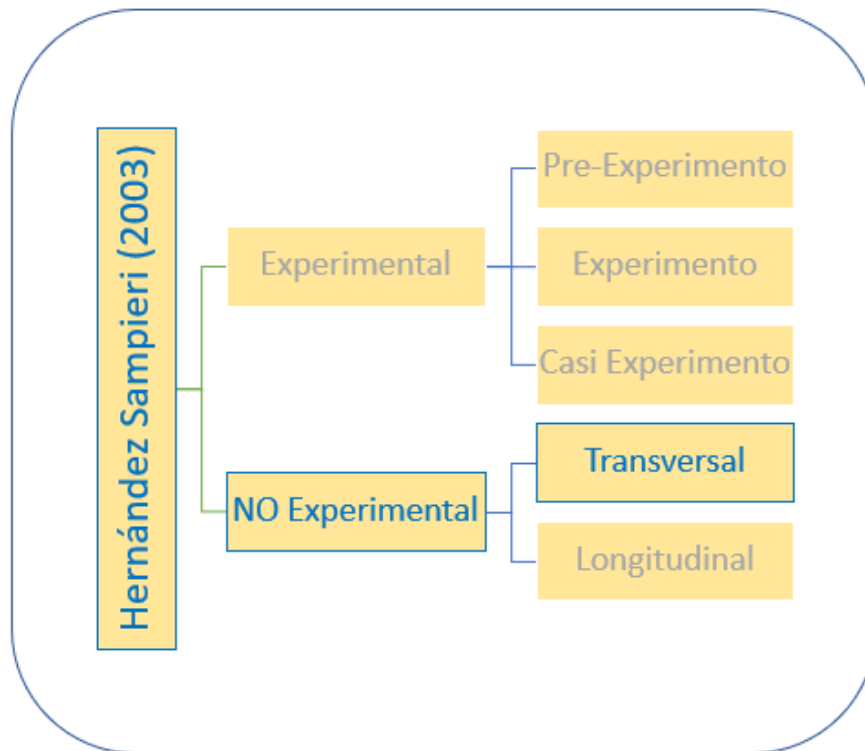 Hernández Sampieri (2003)
Experimental
Pre-Experimento
Experimento
Casi Experimento
NO Experimental
Transversal
Longitudinal